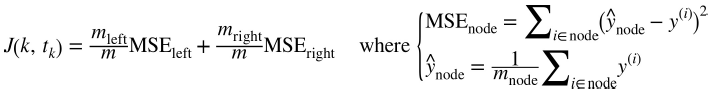 J(k, t_k) = \frac{m_{left}}{m} MSE_{left} + \frac{m_{right}}{m} MSE_{right} where { MSE_{node} = \sum_{i \in node} (\hat{y}_{node} - y^{(i)})^2
\hat{y}_{node} = \frac{1}{m_{node}} \sum_{i \in node} y^{(i)}